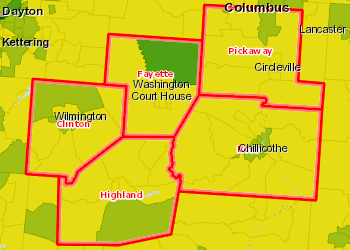 Columbus
Dayton
Lancaster
Kettering
Pickaway
Circleville
Fayette
Washington
Court House
Wilmington
Clinton
Chillicothe
Highland